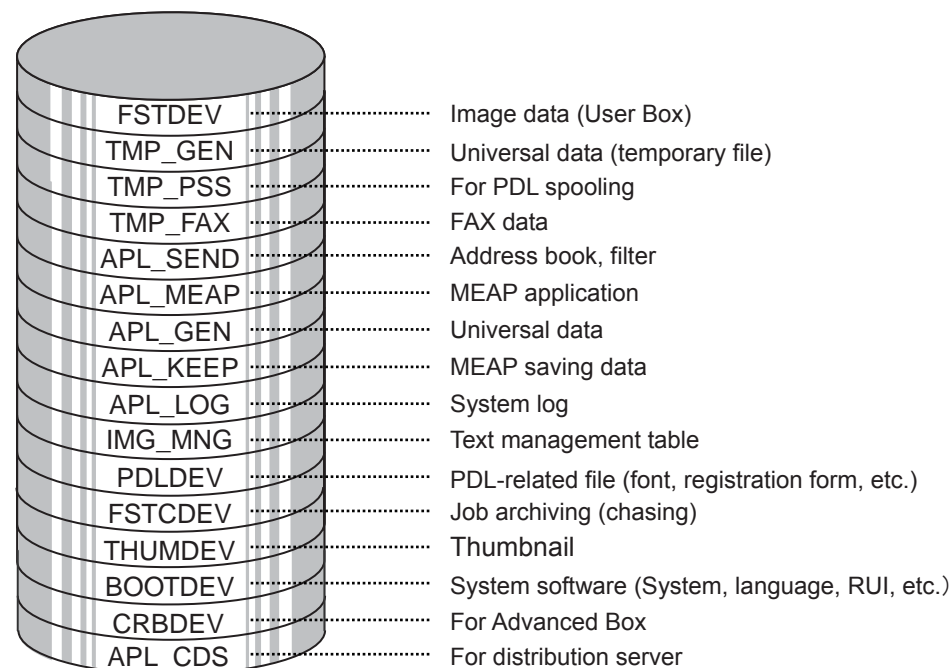 FSTDEV Image data (User Box)
TMP_GEN Universal data (temporary file)
TMP_PSS For PDL spooling
TMP_FAX FAX data
APL_SEND Address book, filter
APL_MEAP MEAP application
APL_GEN Universal data
APL_KEEP MEAP saving data
APL_LOG System log
IMG_MNG Text management table
PDLDEV PDL-related file (font, registration form, etc.)
FSTCDEV Job archiving (chasing)
THUMDEV Thumbnail
BOOTDEV System software (System, language, RUI, etc.)
CRBDEV For Advanced Box
APL_CDS For distribution server